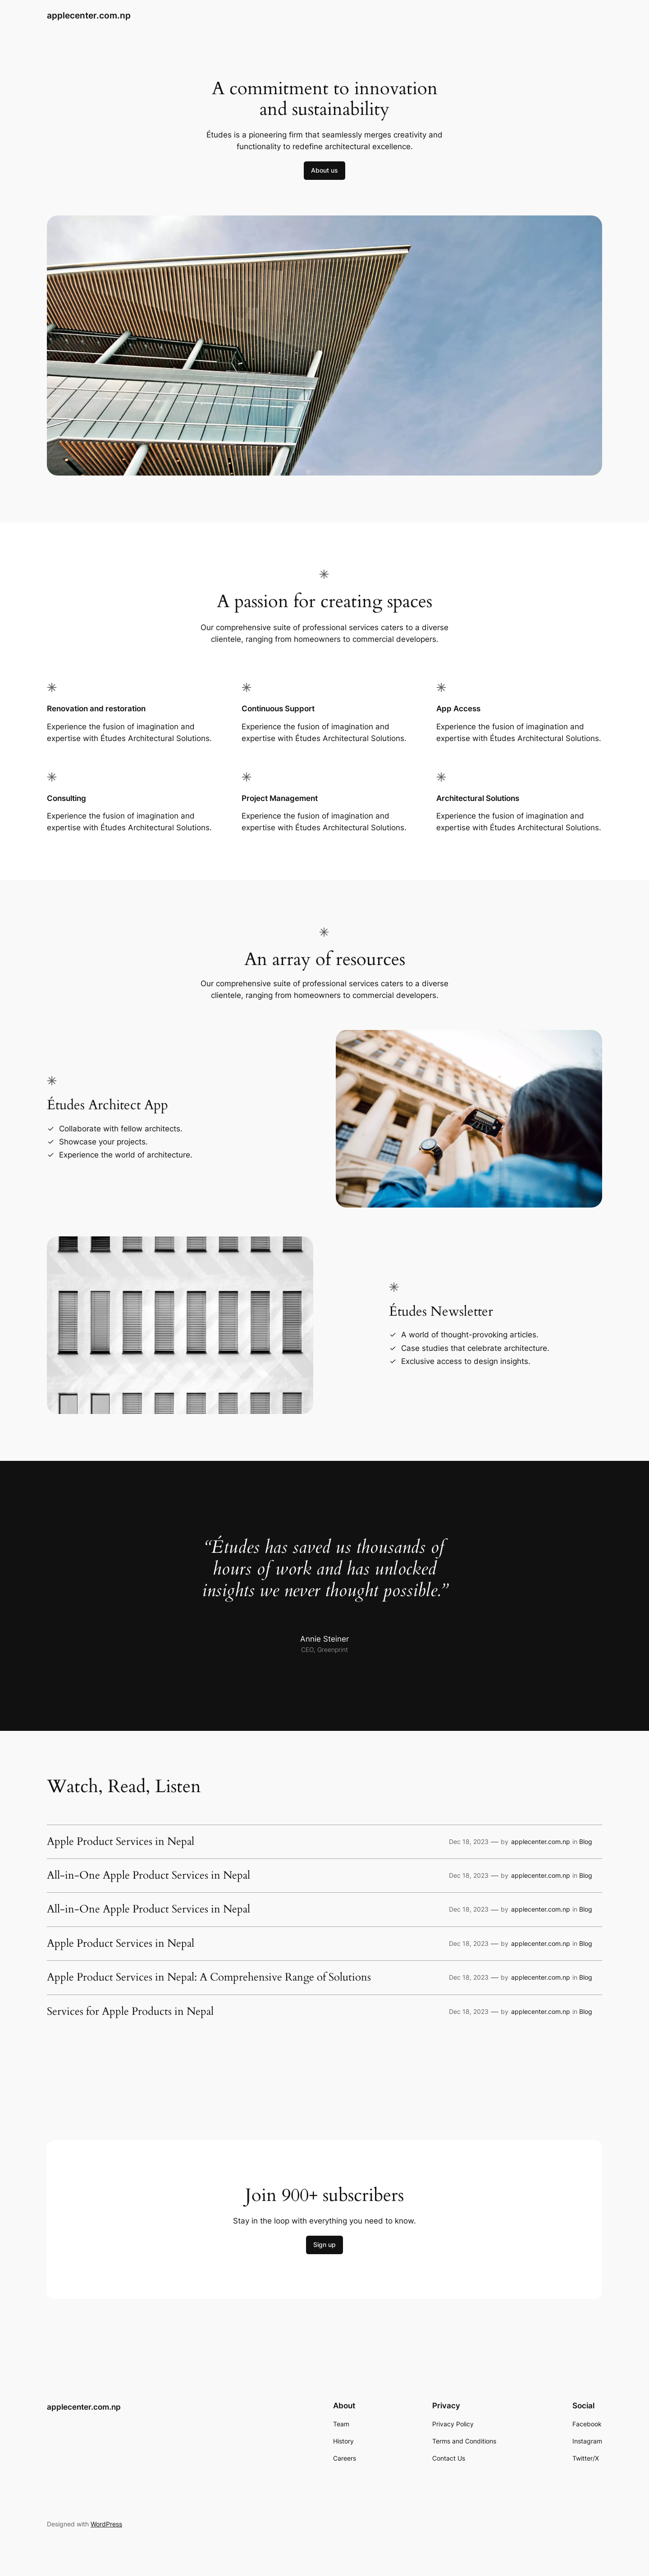 applecenter.com.np
A commitment to innovation
and sustainability
Études is a pioneering firm that seamlessly merges creativity and
functionality to redefine architectural excellence.
About us
A passion for creating spaces
Our comprehensive suite of professional services caters to a diverse
clientele, ranging from homeowners to commercial developers.
Renovation and restoration
Experience the fusion of imagination and
expertise with Études Architectural Solutions.
Continuous Support
Experience the fusion of imagination and
expertise with Études Architectural Solutions.
App Access
Experience the fusion of imagination and
expertise with Études Architectural Solutions.
Consulting
Experience the fusion of imagination and
expertise with Études Architectural Solutions.
Project Management
Experience the fusion of imagination and
expertise with Études Architectural Solutions.
Architectural Solutions
Experience the fusion of imagination and
expertise with Études Architectural Solutions.
An array of resources
Our comprehensive suite of professional services caters to a diverse
clientele, ranging from homeowners to commercial developers.
Études Architect App
Collaborate with fellow architects.
Showcase your projects.
Experience the world of architecture.
Études Newsletter
A world of thought-provoking articles.
Case studies that celebrate architecture.
Exclusive access to design insights.
“Études has saved us thousands of
hours of work and has unlocked
insights we never thought possible.”
Annie Steiner
CEO, Greenprint
Watch, Read, Listen
Apple Product Services in Nepal
Dec 18, 2023 — by applecenter.com.np in Blog
All-in-One Apple Product Services in Nepal
Dec 18, 2023 — by applecenter.com.np in Blog
All-in-One Apple Product Services in Nepal
Dec 18, 2023 — by applecenter.com.np in Blog
Apple Product Services in Nepal
Dec 18, 2023 — by applecenter.com.np in Blog
Apple Product Services in Nepal: A Comprehensive Range of Solutions
Dec 18, 2023 — by applecenter.com.np in Blog
Services for Apple Products in Nepal
Dec 18, 2023 — by applecenter.com.np in Blog
Join 900+ subscribers
Stay in the loop with everything you need to know.
Sign up
applecenter.com.np
About
Team
History
Careers
Privacy
Privacy Policy
Terms and Conditions
Contact Us
Social
Facebook
Instagram
Twitter/X
Designed with WordPress